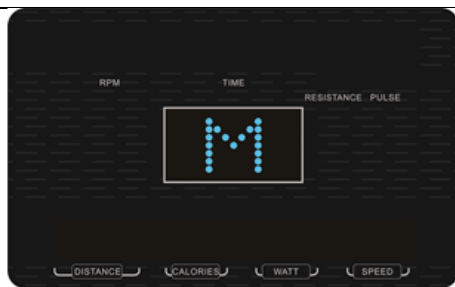 RPM TIME
RESISTANCE PULSE
M
DISTANCE CALORIES WATT SPEED